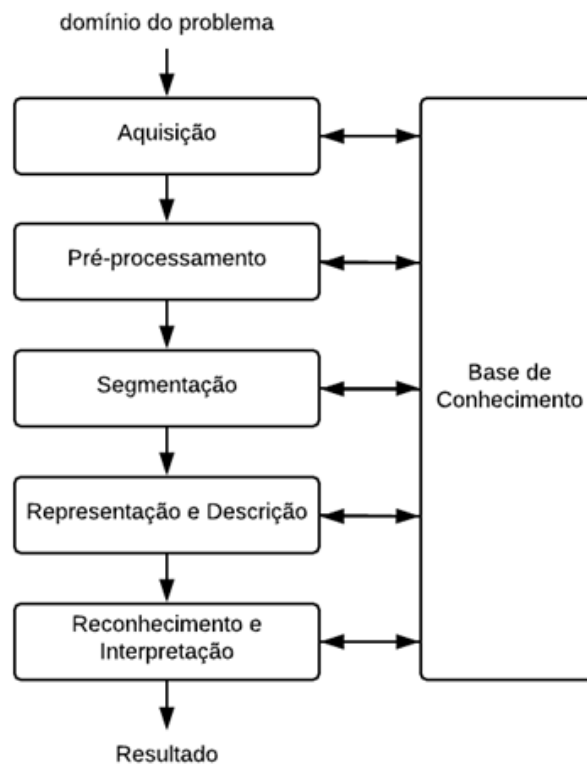 domínio do problema
Aquisição
Pré-processamento
Segmentação
Base de
Conhecimento
Representação e Descrição
Reconhecimento e
Interpretação
Resultado